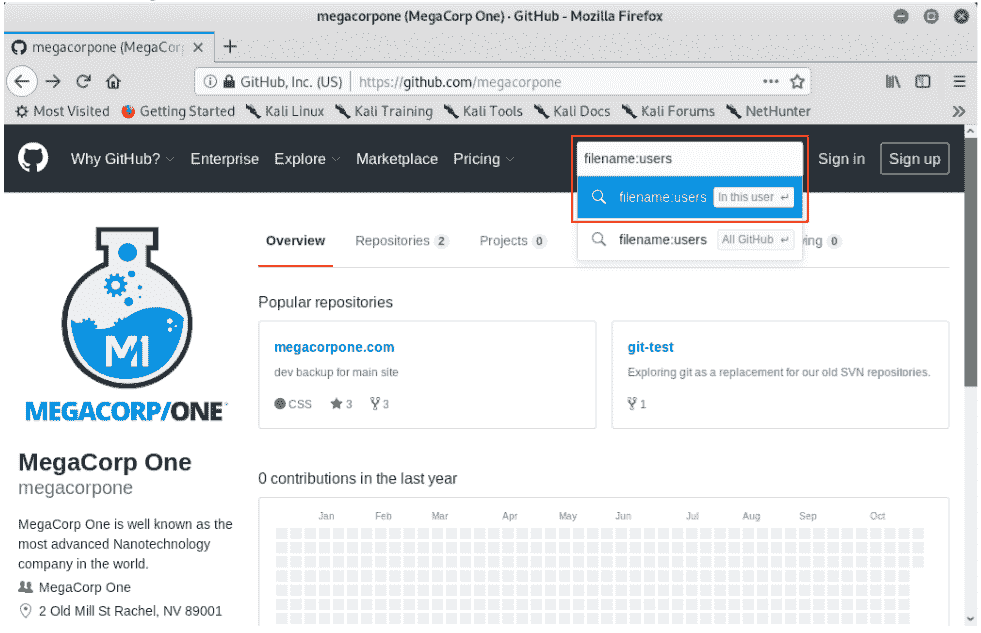 megacorpone (MegaCorp One) · GitHub - Mozilla Firefox
megacorpone (MegaCorp
GitHub, Inc. (US) https://github.com/megacorpone
Most Visited Getting Started Kali Linux Kali Training Kali Tools Kali Docs Kali Forums NetHunter
Why GitHub? Enterprise Explore Marketplace Pricing filename:users Sign in Sign up
filename:users In this user ↵
filename:users All GitHub ↵
Overview Repositories 2 Projects 0 ing 0
Popular repositories
megacorpone.com
dev backup for main site
CSS 3 3
git-test
Exploring git as a replacement for our old SVN repositories.
1
M1
MEGACORP/ONE
MegaCorp One
megacorpone
MegaCorp One is well known as the
most advanced Nanotechnology
company in the world.
MegaCorp One
2 Old Mill St Rachel, NV 89001
0 contributions in the last year
Jan Feb Mar Apr May Jun Jul Aug Sep Oct